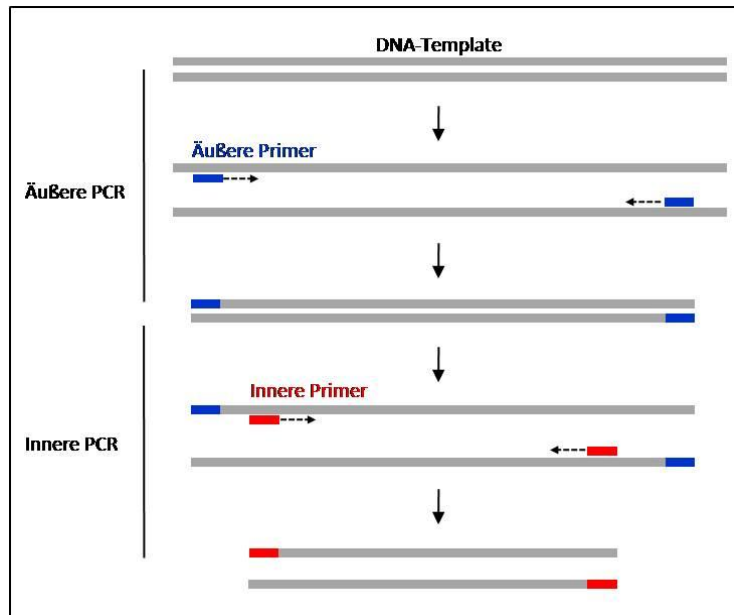 DNA-Template
Äußere Primer
Äußere PCR
Innere Primer
Innere PCR